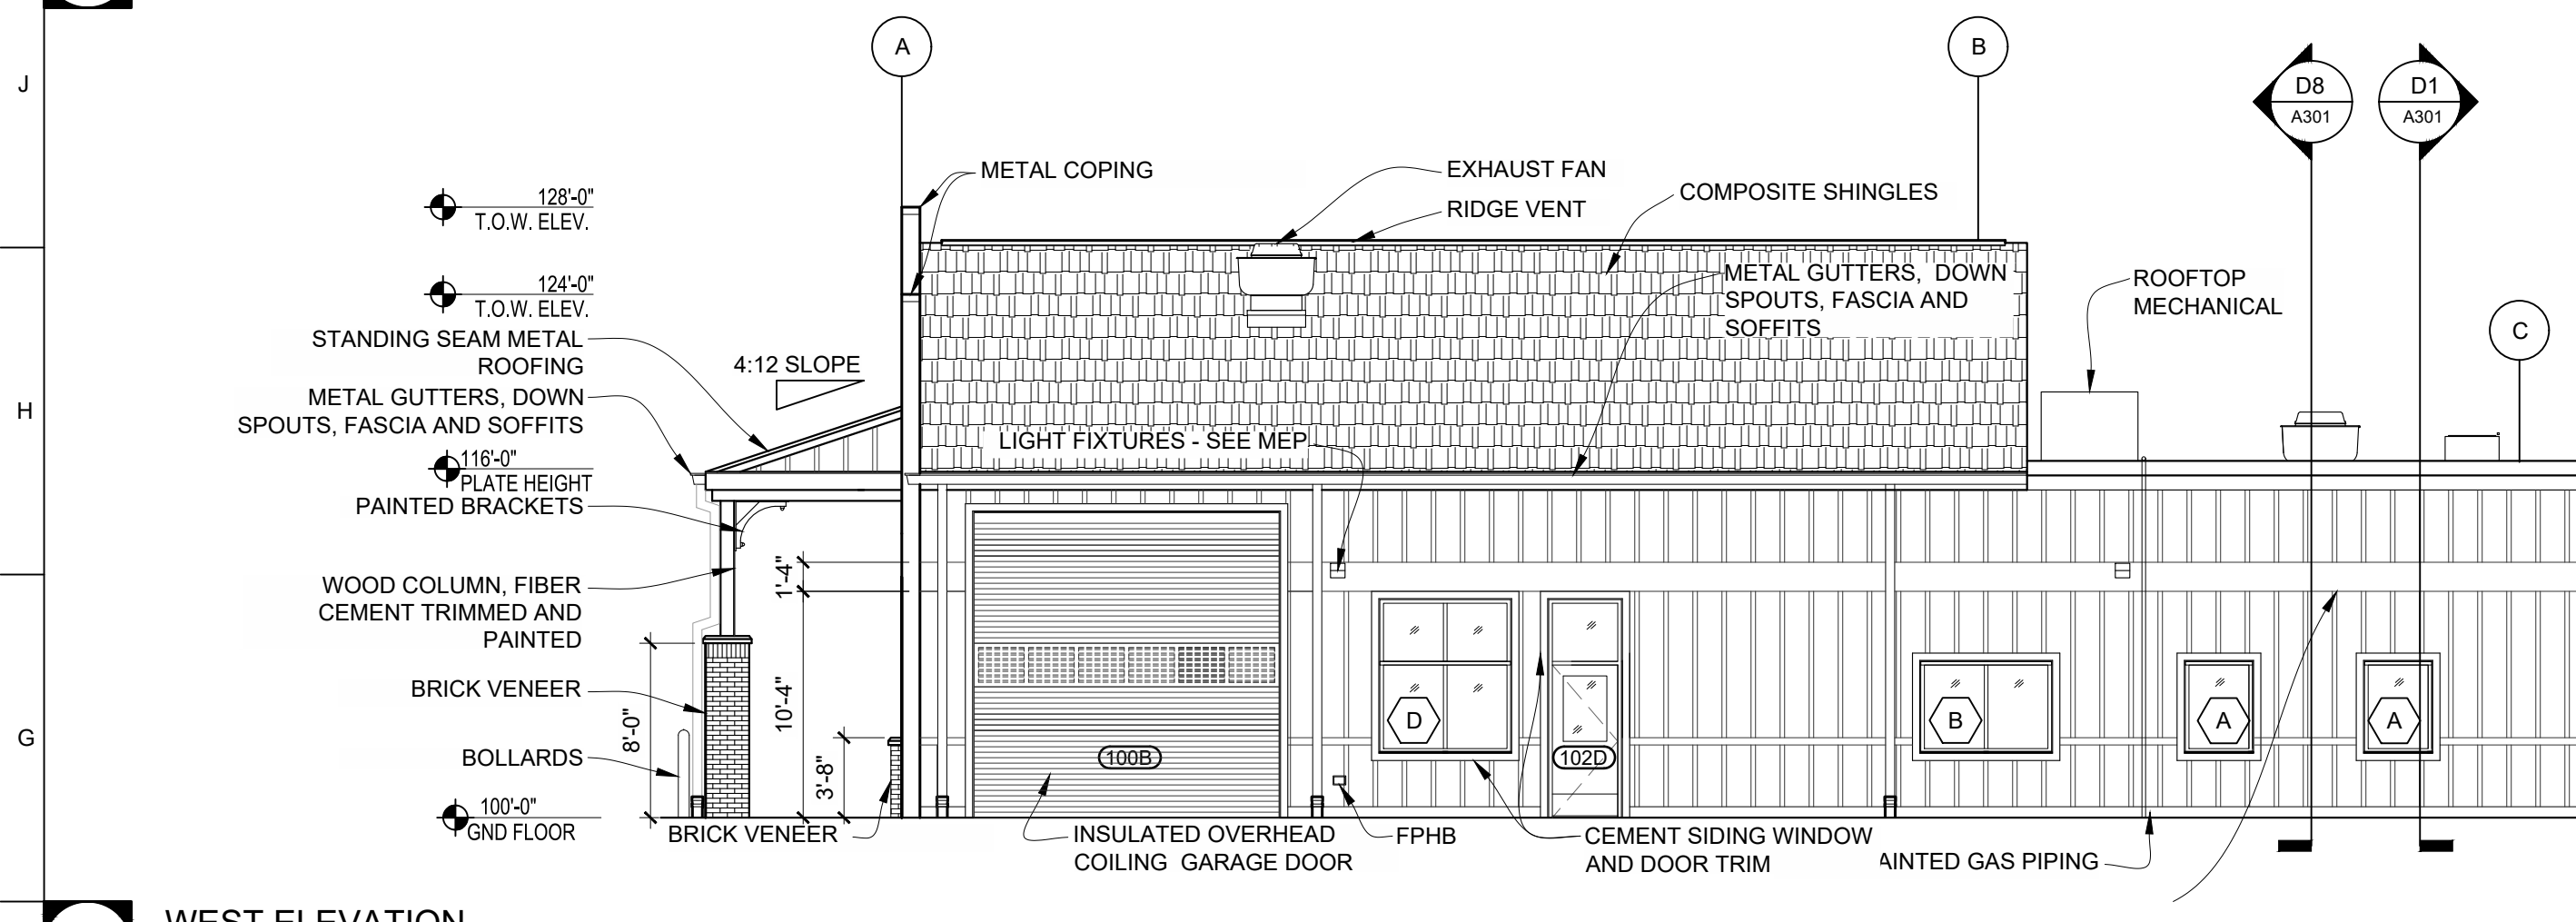 A
B
J
D8
A301
D1
A301
METAL COPING
EXHAUST FAN
RIDGE VENT
COMPOSITE SHINGLES
128'-0"
T.O.W. ELEV.
124'-0"
T.O.W. ELEV.
METAL GUTTERS, DOWN
SPOUTS, FASCIA AND
SOFFITS
ROOFTOP
MECHANICAL
C
STANDING SEAM METAL
ROOFING
4:12 SLOPE
H
METAL GUTTERS, DOWN
SPOUTS, FASCIA AND SOFFITS
LIGHT FIXTURES - SEE MEP
116'-0"
PLATE HEIGHT
PAINTED BRACKETS
1'-4"
WOOD COLUMN, FIBER
CEMENT TRIMMED AND
PAINTED
BRICK VENEER
10'-4"
8'-0"
G
D
B
A
A
BOLLARDS
3'-8"
100B
102D
100'-0"
GND FLOOR
BRICK VENEER
INSULATED OVERHEAD
COILING GARAGE DOOR
FPHB
CEMENT SIDING WINDOW
AND DOOR TRIM
AINTED GAS PIPING
WEST ELEVATION